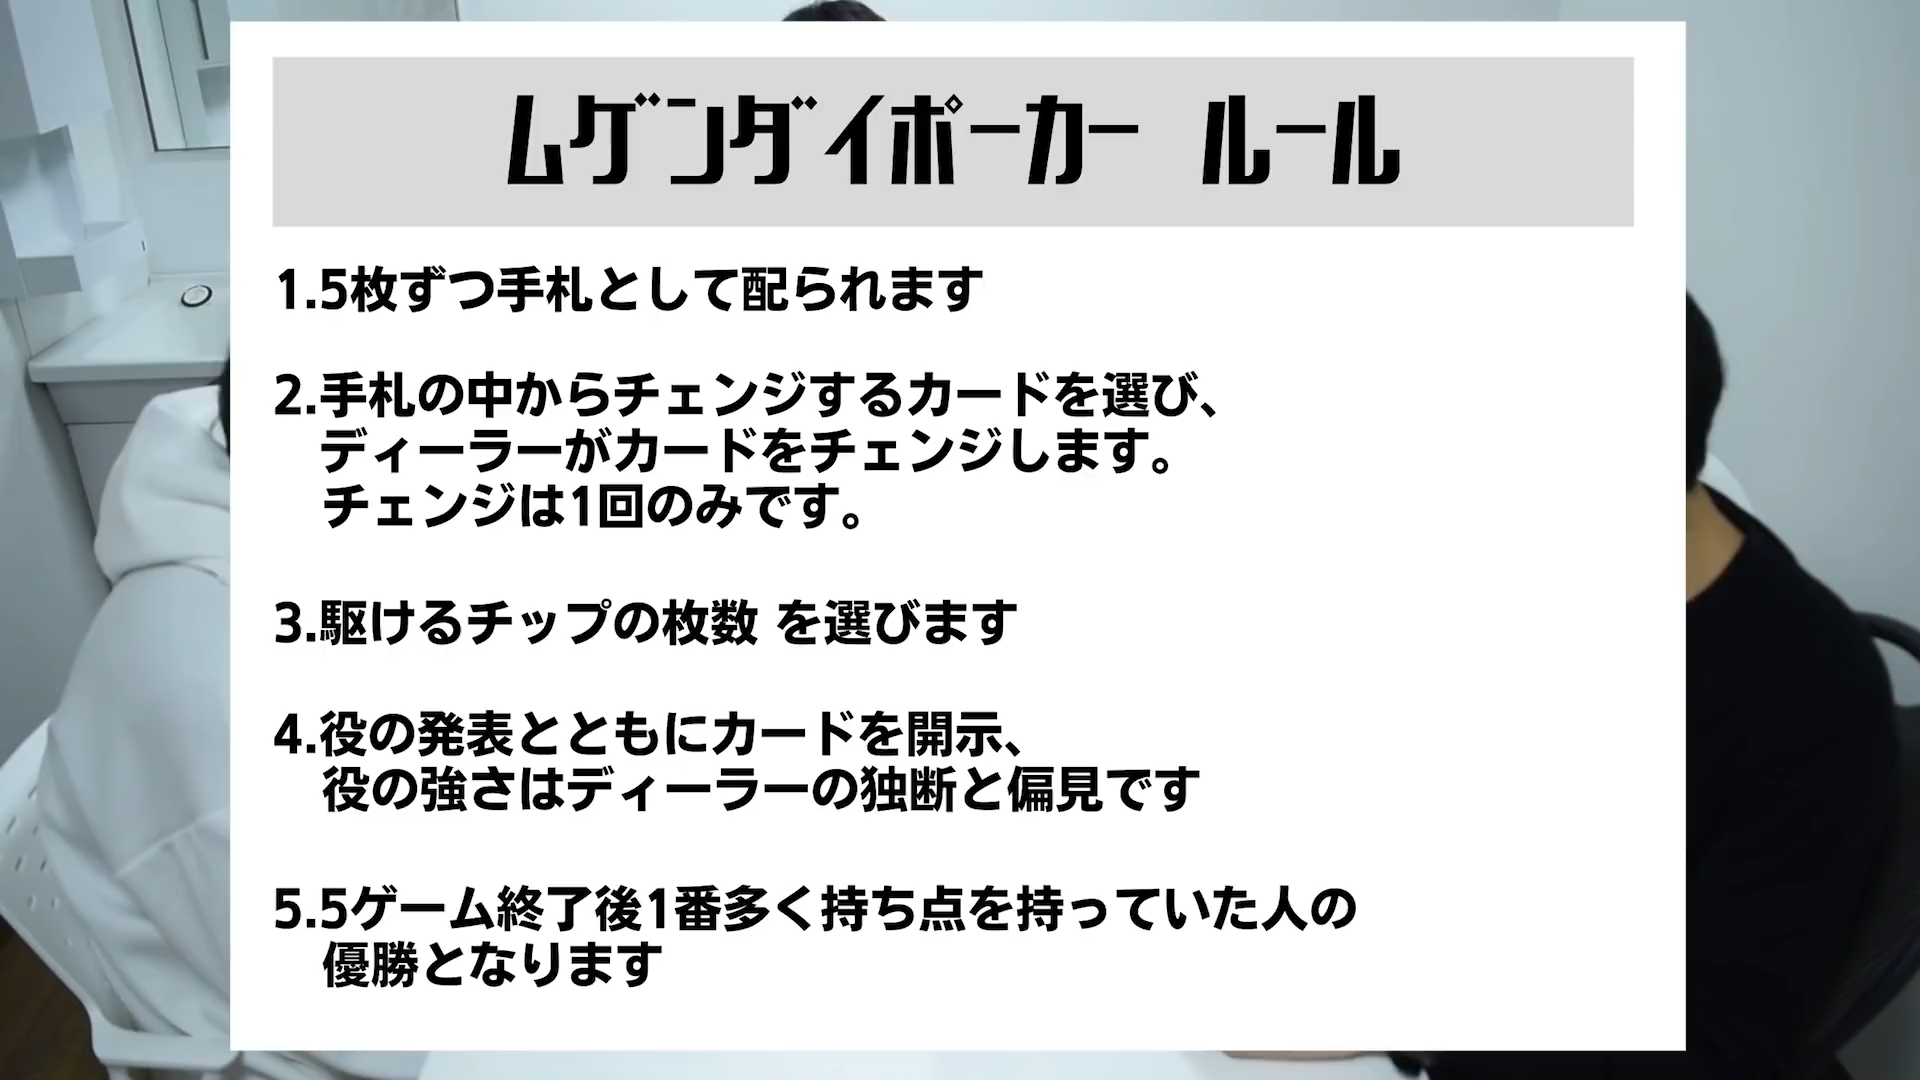 ムゲンダイポーカー ルール
1.5枚ずつ手札として配られます
2.手札の中からチェンジするカードを選び、
ディーラーがカードをチェンジします。
チェンジは1回のみです。
3.駆けるチップの枚数 を選びます
4.役の発表とともにカードを開示、
役の強さはディーラーの独断と偏見です
5.5ゲーム終了後1番多く持ち点を持っていた人の
優勝となります